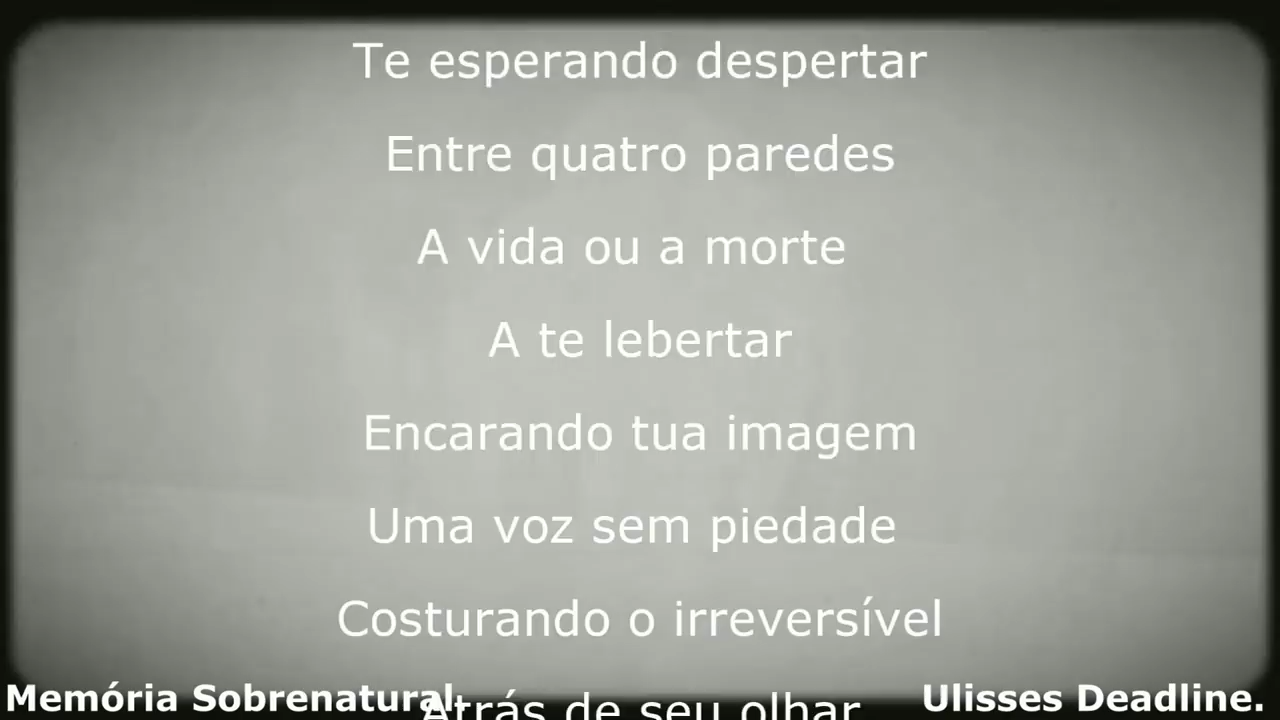 Te esperando despertar
Entre quatro paredes
A vida ou a morte
A te lebertar
Encarando tua imagem
Uma voz sem piedade
Costurando o irreversível
Atrás de seu olhar
Memória Sobrenatural.
Ulisses Deadline.